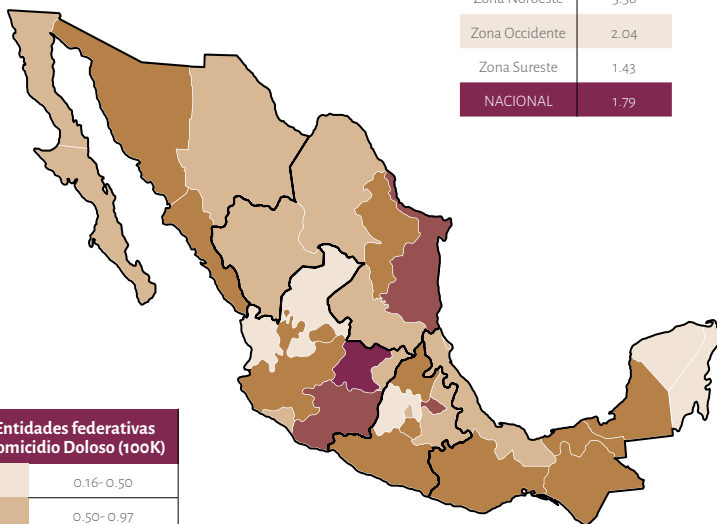 Zona Occidente 2.04
Zona Sureste 1.43
NACIONAL 1.79
Entidades federativas
Doloso (100K)
0.16- 0.50
0.50- 0.97